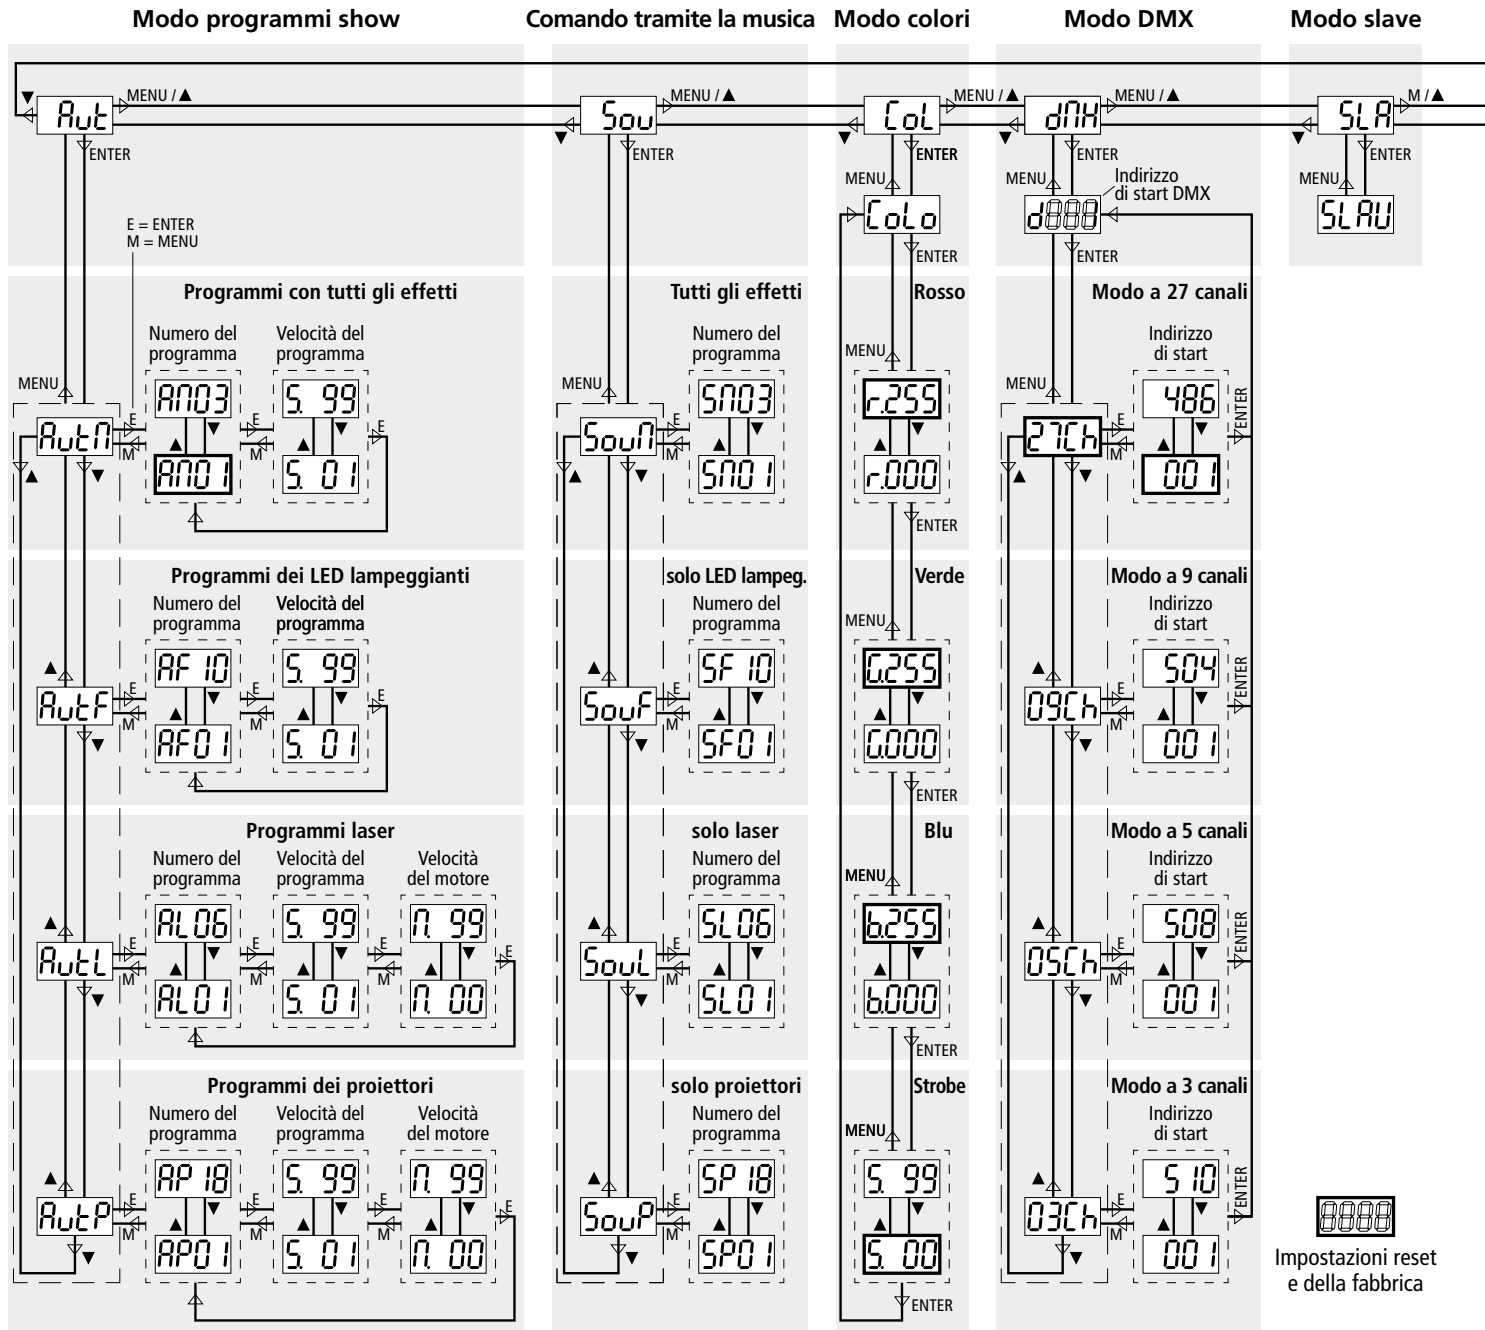 Modo programmi show
Comando tramite la musica
Modo colori
Modo DMX
Modo slave
Aut
MENU / ▲
Sou
MENU / ▲
CoL
MENU / ▲
dMX
MENU / ▲
SLA
M / ▲
▼
▼
▼
▼
▼
ENTER
ENTER
ENTER
ENTER
ENTER
MENU
MENU
Indirizzo
di start DMX
MENU
CoLo
d888
SLAU
E = ENTER
M = MENU
ENTER
ENTER
Programmi con tutti gli effetti
Numero del
programma
Velocità del
programma
MENU
AutM
E
M
AM03
▲ ▼
AM01
E
M
S. 99
▲ ▼
S. 01
E
▲
▼
Tutti gli effetti
Numero del
programma
MENU
SouM
E
M
SM03
▲ ▼
SM01
▲
▼
Rosso
MENU
r.255
▲ ▼
r.000
ENTER
Modo a 27 canali
Indirizzo
di start
MENU
27Ch
E
M
486
▲ ▼
001
ENTER
▲
▼
Programmi dei LED lampeggianti
Numero del
programma
Velocità del
programma
▲
AutF
▼
E
M
AF10
▲ ▼
AF01
E
M
S. 99
▲ ▼
S. 01
E
solo LED lampeg.
Numero del
programma
▲
SouF
▼
E
M
SF10
▲ ▼
SF01
Verde
MENU
G.255
▲ ▼
G.000
ENTER
Modo a 9 canali
Indirizzo
di start
▲
09Ch
▼
E
M
504
▲ ▼
001
ENTER
Programmi laser
Numero del
programma
Velocità del
programma
Velocità
del motore
▲
AutL
▼
E
M
AL06
▲ ▼
AL01
E
M
S. 99
▲ ▼
S. 01
E
M
M. 99
▲ ▼
M. 00
E
solo laser
Numero del
programma
▲
SouL
▼
E
M
SL06
▲ ▼
SL01
Blu
MENU
b.255
▲ ▼
b.000
ENTER
Modo a 5 canali
Indirizzo
di start
▲
05Ch
▼
E
M
508
▲ ▼
001
ENTER
Programmi dei proiettori
Numero del
programma
Velocità del
programma
Velocità
del motore
▲
AutP
▼
E
M
AP18
▲ ▼
AP01
E
M
S. 99
▲ ▼
S. 01
E
M
M. 99
▲ ▼
M. 00
E
solo proiettori
Numero del
programma
▲
SouP
▼
E
M
SP18
▲ ▼
SP01
Strobe
MENU
S. 99
▲ ▼
S. 00
ENTER
Modo a 3 canali
Indirizzo
di start
▲
03Ch
▼
E
M
510
▲ ▼
001
ENTER
8888
Impostazioni reset
e della fabbrica